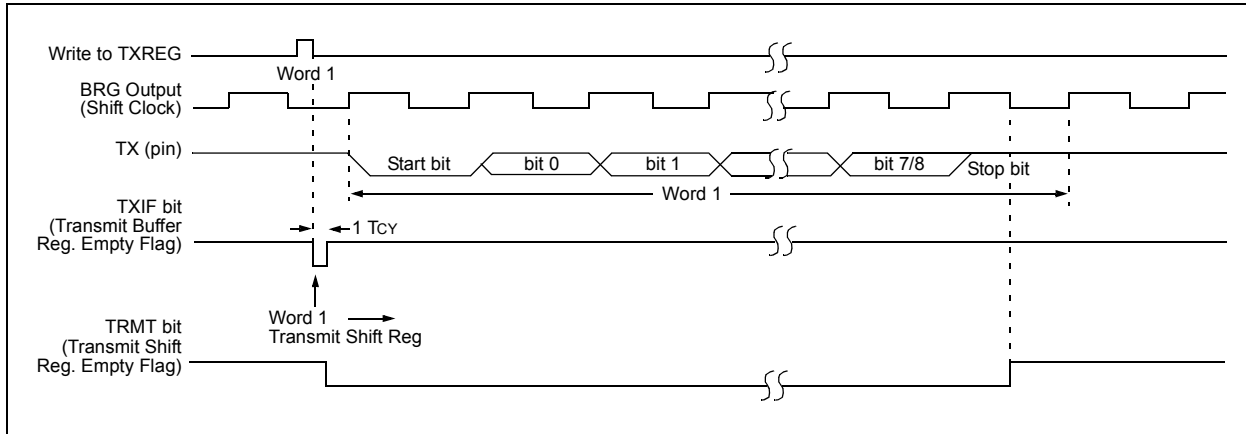 Write to TXREG
Word 1
BRG Output
(Shift Clock)
TX (pin)
Start bit
bit 0
bit 1
bit 7/8
Stop bit
Word 1
TXIF bit
(Transmit Buffer
Reg. Empty Flag)
1 TCY
Word 1
Transmit Shift Reg
TRMT bit
(Transmit Shift
Reg. Empty Flag)